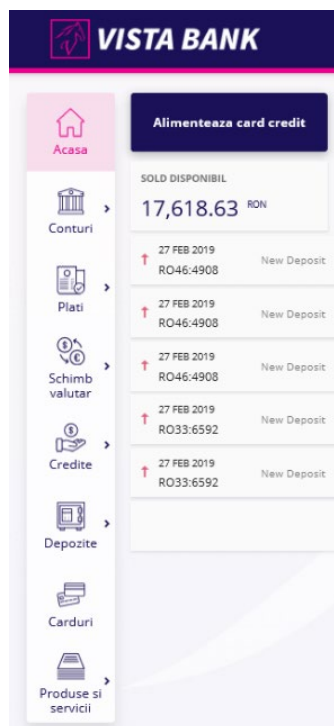 VISTA BANK
Acasa
Conturi
Plati
Schimb
valutar
Credite
Depozite
Carduri
Produse si
servicii
Alimenteaza card credit
SOLD DISPONIBIL
17,618.63 RON
27 FEB 2019
RO46:4908 New Deposit
27 FEB 2019
RO46:4908 New Deposit
27 FEB 2019
RO46:4908 New Deposit
27 FEB 2019
RO33:6592 New Deposit
27 FEB 2019
RO33:6592 New Deposit